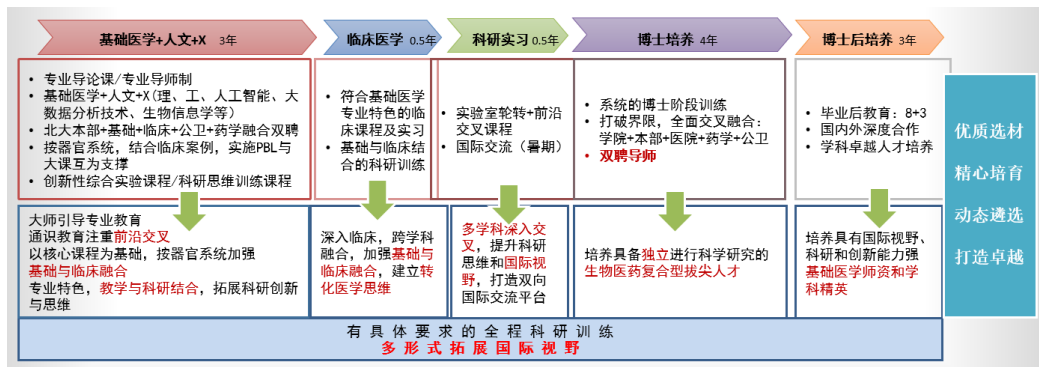 基础医学+人文+X 3年
临床医学 0.5年
科研实习 0.5年
博士培养 4年
博士后培养 3年
• 专业导论课/专业导师制
• 基础医学+人文+X(理、工、人工智能、大
数据分析技术、生物信息学等)
• 北大本部+基础+临床+公卫+药学融合双聘
• 按器官系统，结合临床案例，实施PBL与
大课互为支撑
• 创新性综合实验课程/科研思维训练课程
• 符合基础医学
专业特色的临
床课程及实习
• 基础与临床结
合的科研训练
• 实验室轮转+前沿
交叉课程
• 国际交流（暑期）
• 系统的博士阶段训练
• 打破界限，全面交叉融合：
学院+本部+医院+药学+公卫
• 双聘导师
• 毕业后教育：8+3
• 国内外深度合作
• 学科卓越人才培养
大师引导专业教育
通识教育注重前沿交叉
以核心课程为基础，按器官系统加强
基础与临床融合
专业特色，教学与科研结合，拓展科研创新
与思维
深入临床，跨学科
融合，加强基础与
临床融合，建立转
化医学思维
多学科深入交
叉，提升科研
思维和国际视
野，打造双向
国际交流平台
培养具备独立进行科学研究的
生物医药复合型拔尖人才
培养具有国际视野、
科研和创新能力强
基础医学师资和学
科精英
优质选材
精心培育
动态遴选
打造卓越
有具体要求的全程科研训练
多形式拓展国际视野